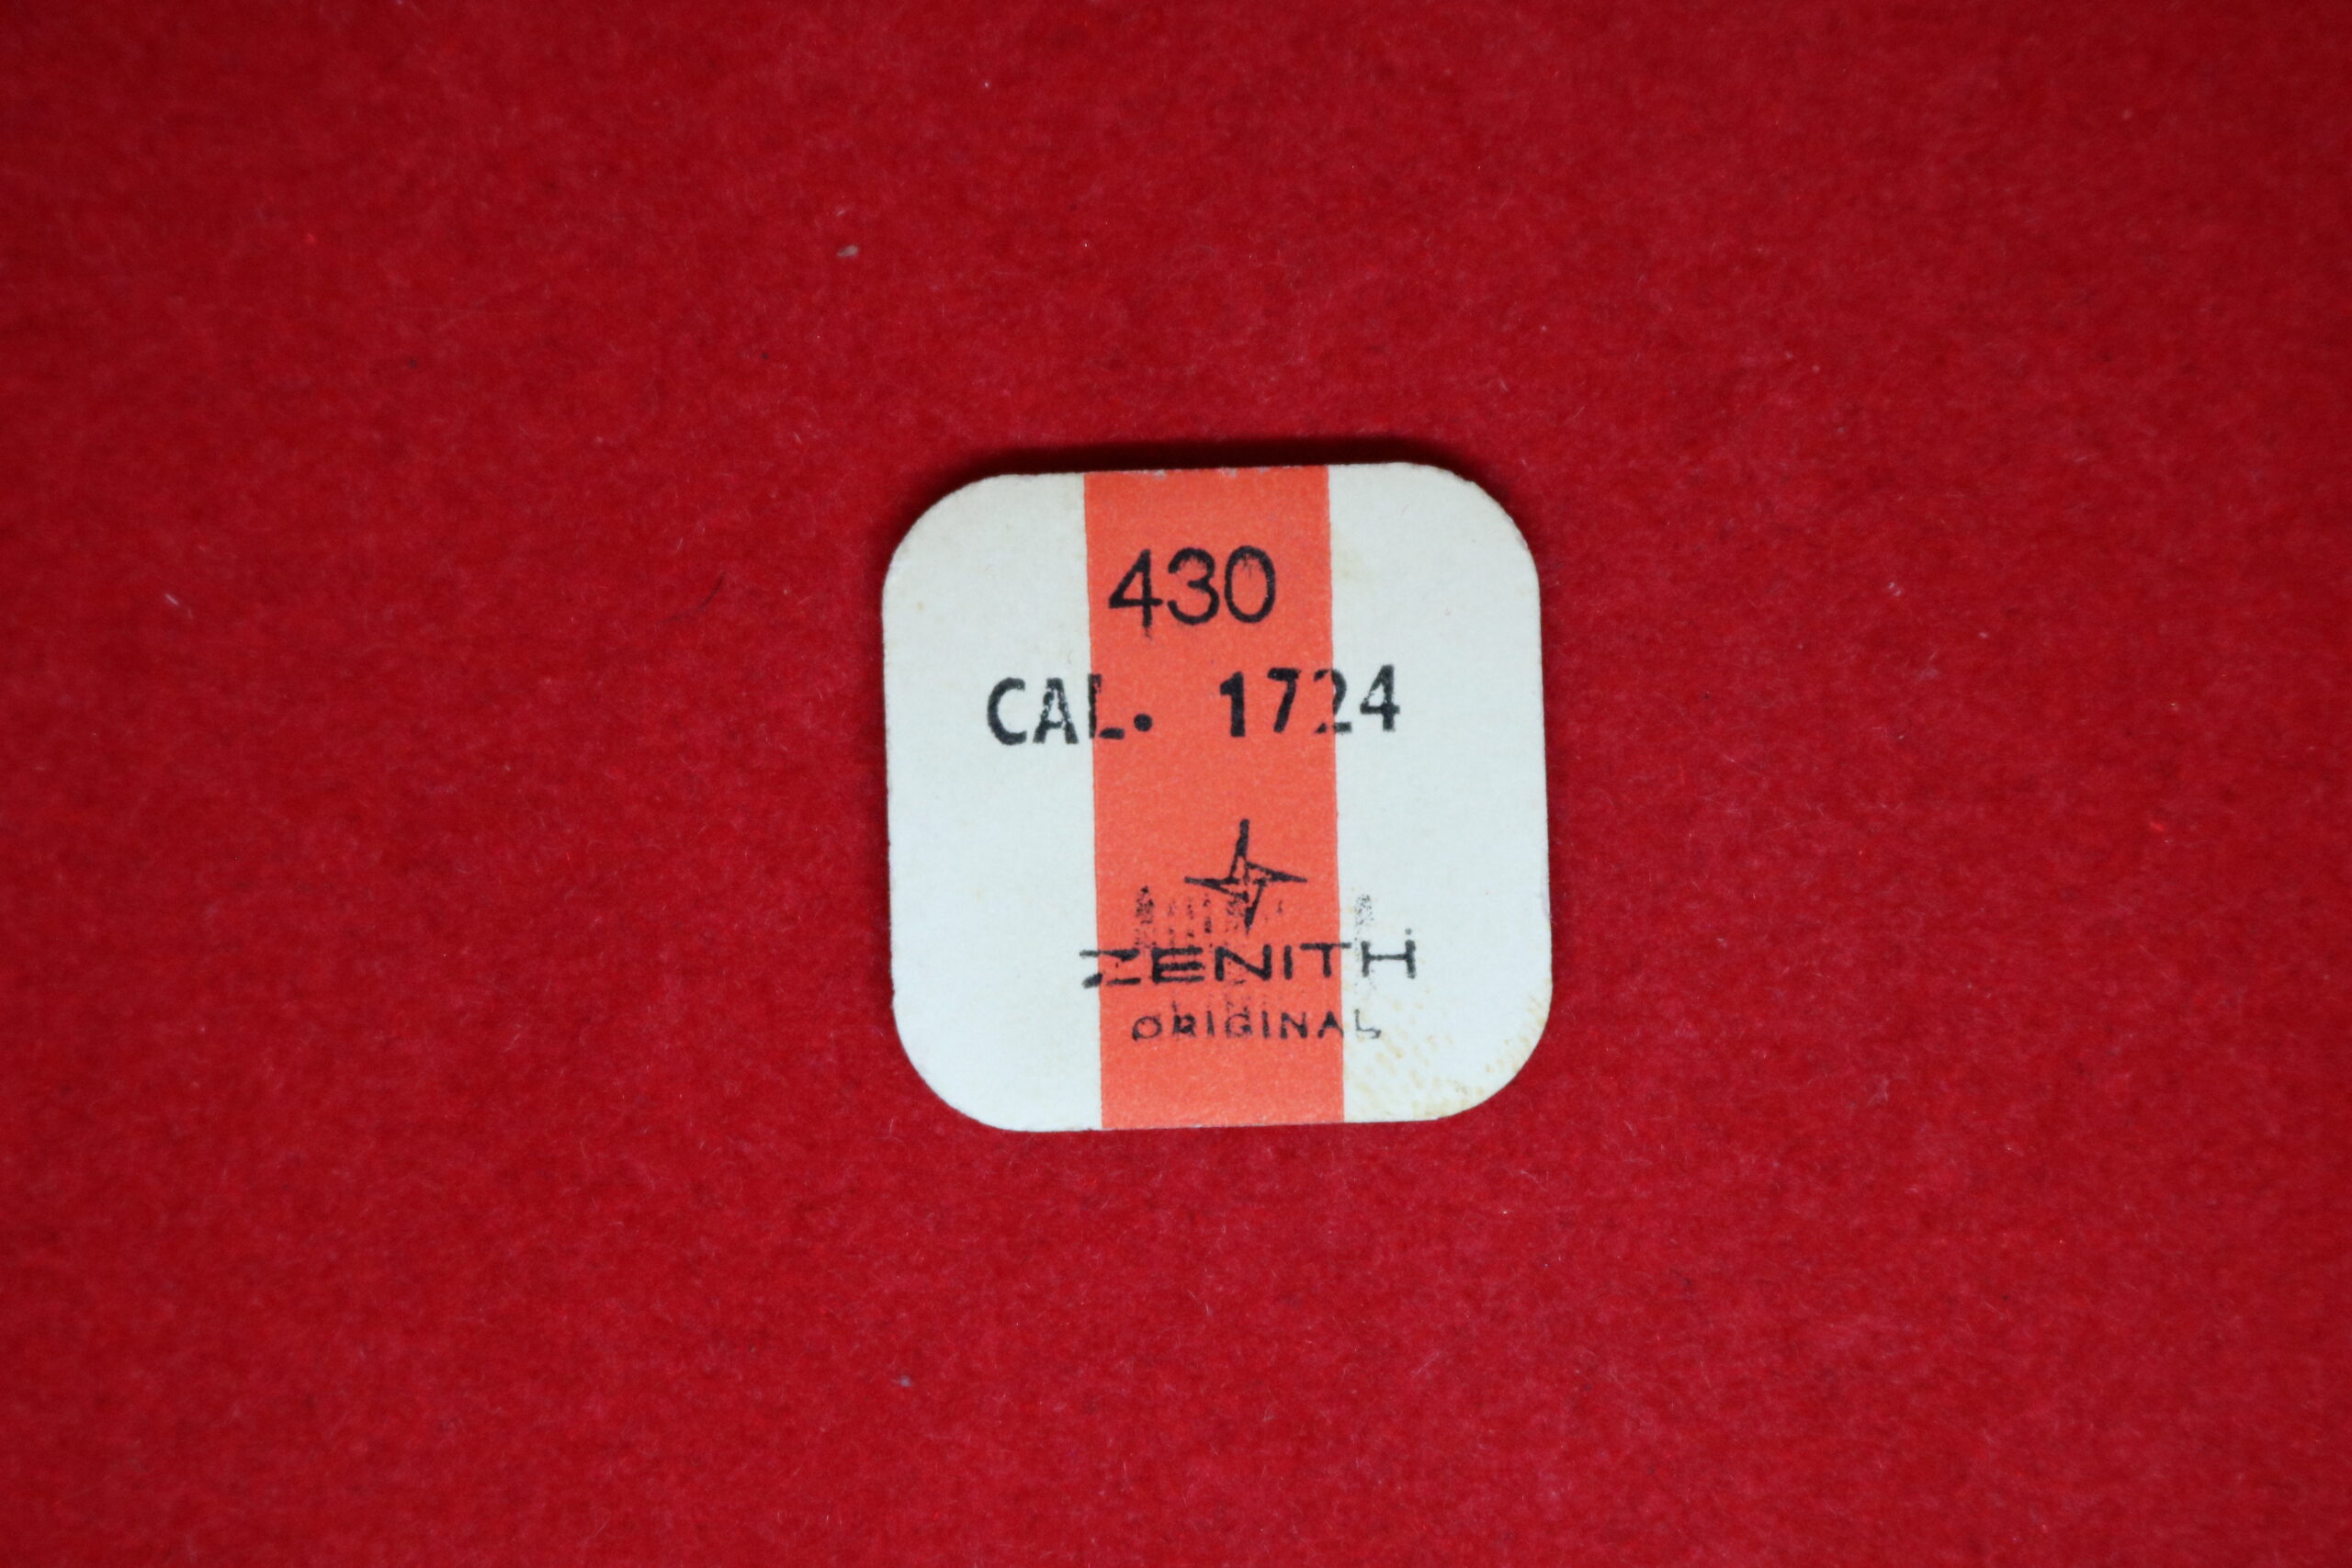 430
CAL. 1724
ZENITH
ORIGINAL